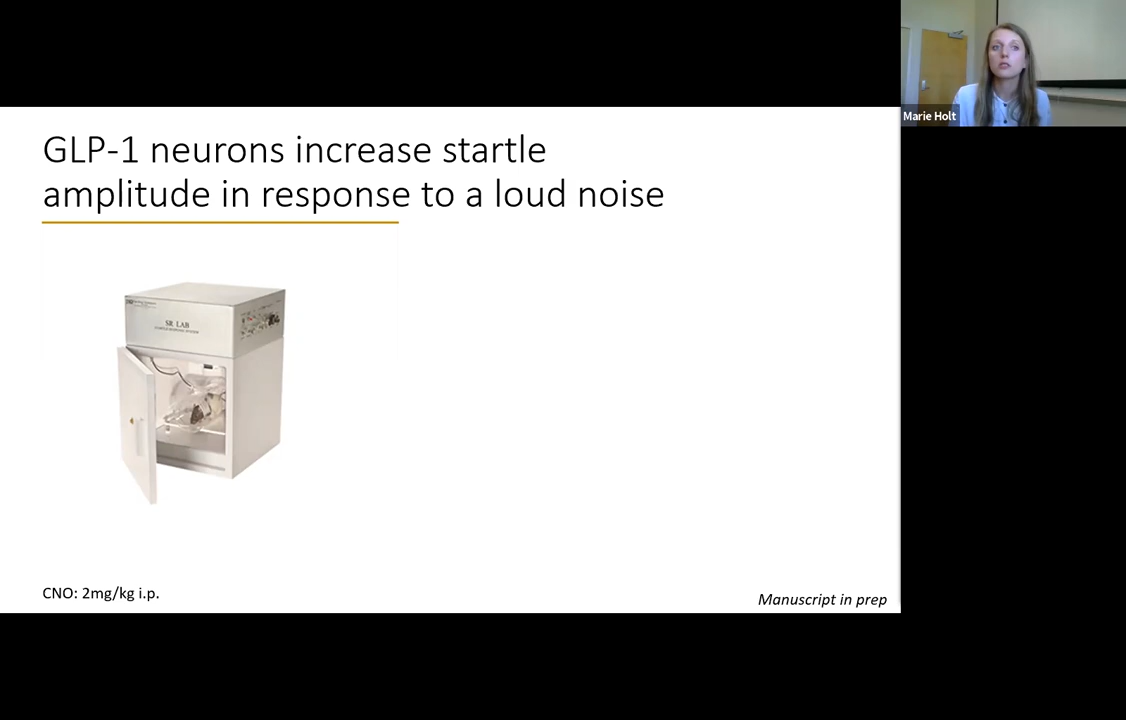 Marie Holt
GLP-1 neurons increase startle
amplitude in response to a loud noise
SR LAB
CNO: 2mg/kg i.p.
Manuscript in prep